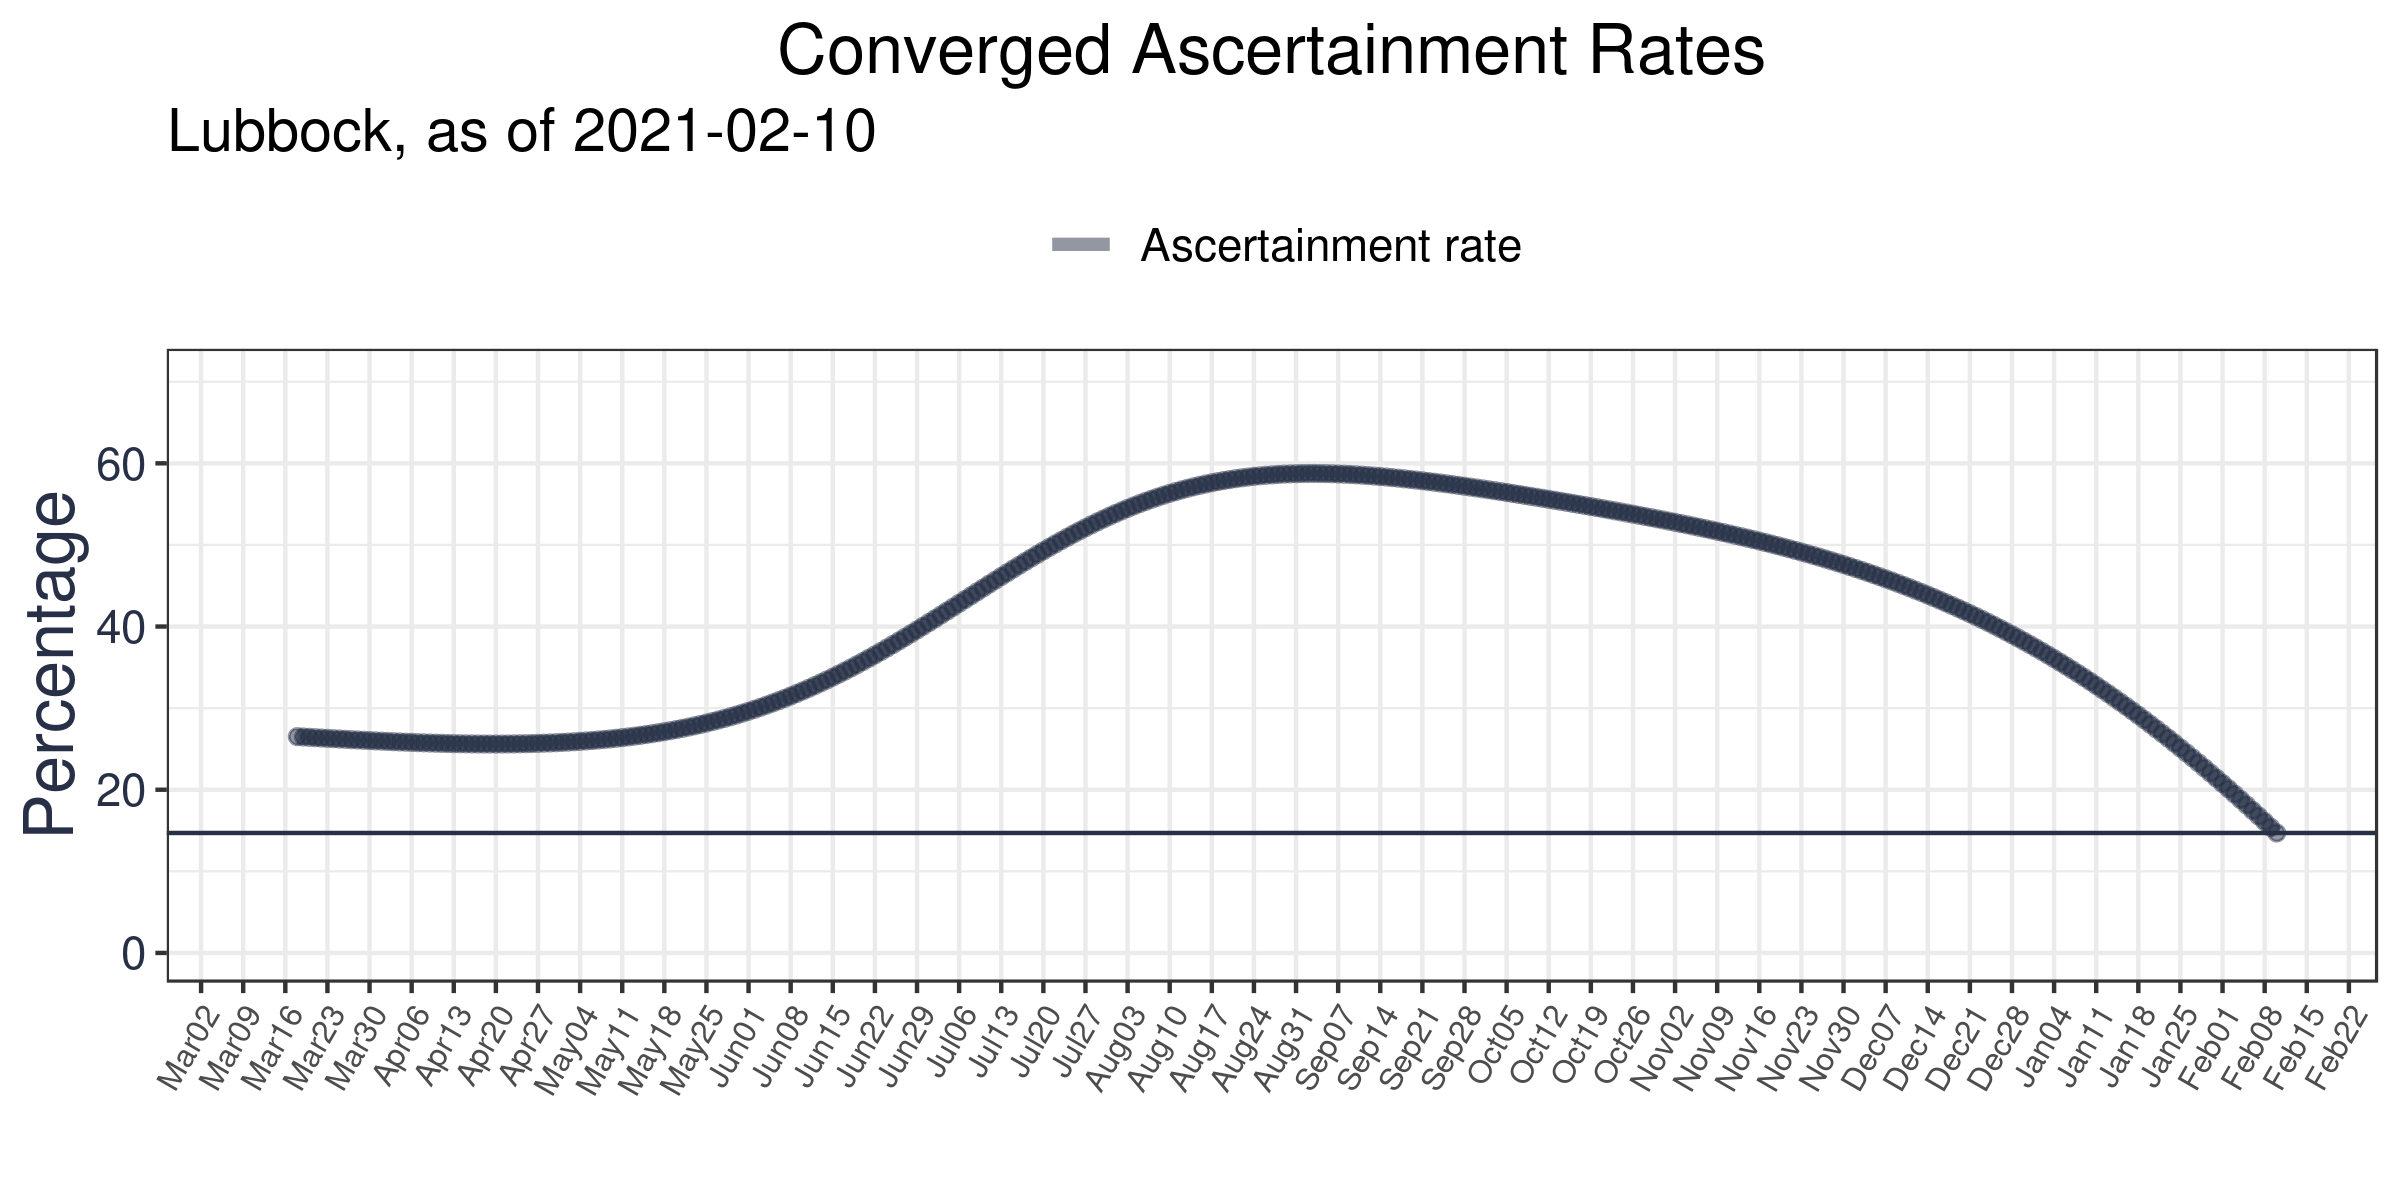 Converged Ascertainment Rates
Lubbock, as of 2021-02-10
Ascertainment rate
Percentage
60
40
20
0
Mar02 Mar09 Mar16 Mar23 Mar30 Apr06 Apr13 Apr20 Apr27 May04 May11 May18 May25 Jun01 Jun08 Jun15 Jun22 Jun29 Jul06 Jul13 Jul20 Jul27 Aug03 Aug10 Aug17 Aug24 Aug31 Sep07 Sep14 Sep21 Sep28 Oct05 Oct12 Oct19 Oct26 Nov02 Nov09 Nov16 Nov23 Nov30 Dec07 Dec14 Dec21 Dec28 Jan04 Jan11 Jan18 Jan25 Feb01 Feb08 Feb15 Feb22